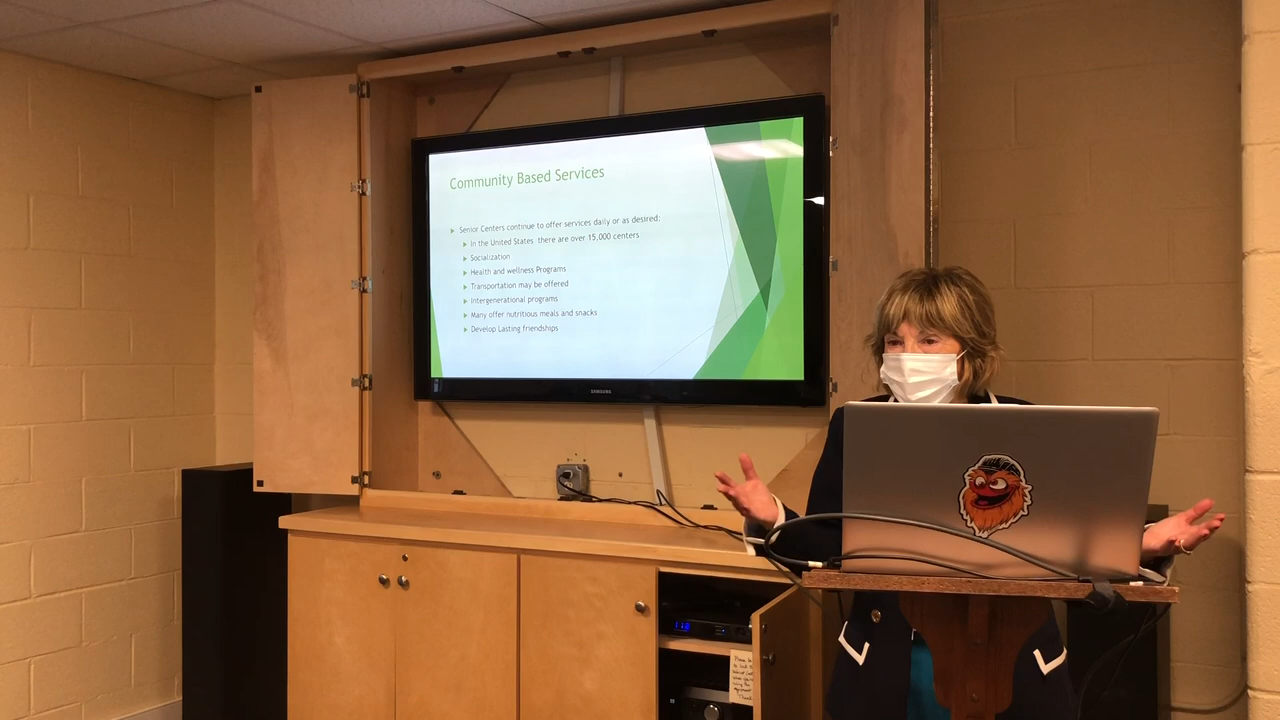 Community Based Services
Senior Centers continue to offer services daily or as desired:
In the United States there are over 15,000 centers
Socialization
Health and wellness Programs
Transportation may be offered
Intergenerational programs
Many offer nutritious meals and snacks
Develop Lasting friendships
SAMSUNG